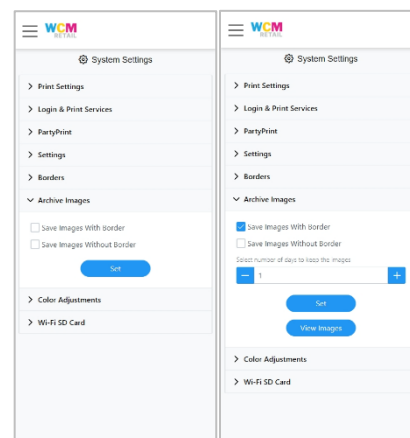 WCM
RETAIL
System Settings
Print Settings
Login & Print Services
PartyPrint
Settings
Borders
Archive Images
Save Images With Border
Save Images Without Border
Set
Color Adjustments
Wi-Fi SD Card
WCM
RETAIL
System Settings
Print Settings
Login & Print Services
PartyPrint
Settings
Borders
Archive Images
Save Images With Border
Save Images Without Border
Select number of days to keep the images
1
Set
View Images
Color Adjustments
Wi-Fi SD Card